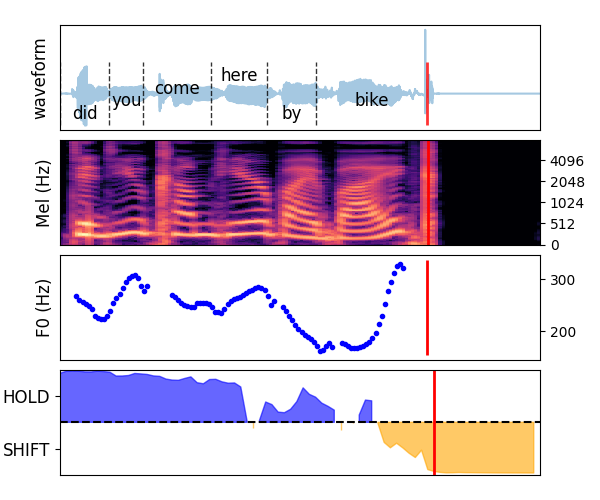 waveform
did you come here by bike
Mel (Hz)
4096
2048
1024
512
0
F0 (Hz)
300
200
HOLD
SHIFT